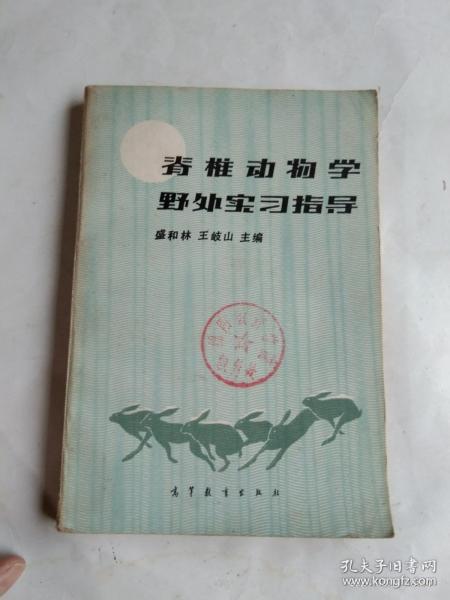 脊椎动物学
野外实习指导
盛和林 王岐山 主编
高等教育出版社
孔夫子旧书网
www.kongfz.com